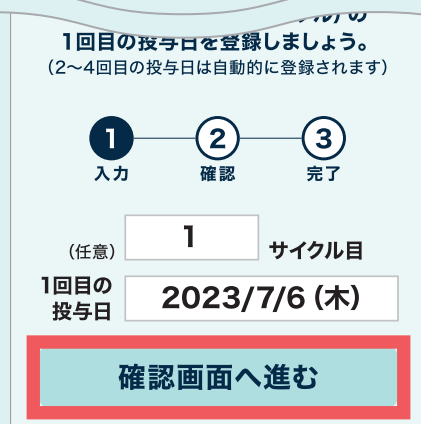 の
1回目の投与日を登録しましょう。
(2〜4回目の投与日は自動的に登録されます)
1 2 3
入力 確認 完了
(任意) 1 サイクル目
1回目の
投与日 2023/7/6 (木)
確認画面へ進む